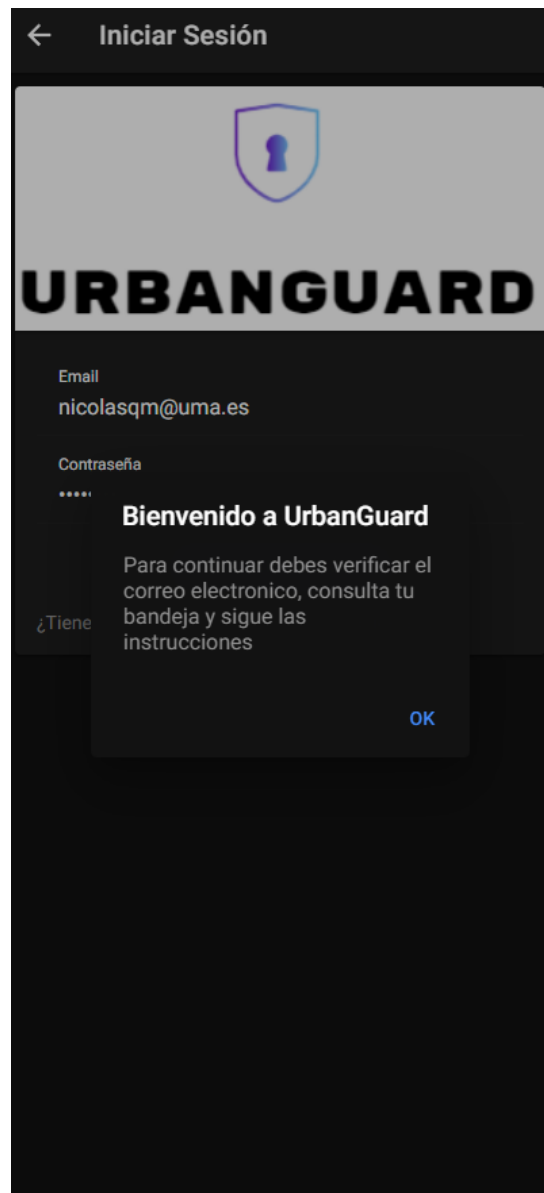 Iniciar Sesión
URBANGUARD
Email
nicolasqm@uma.es
Contraseña
Bienvenido a UrbanGuard
Para continuar debes verificar el
correo electronico, consulta tu
bandeja y sigue las
instrucciones
¿Tiene
OK